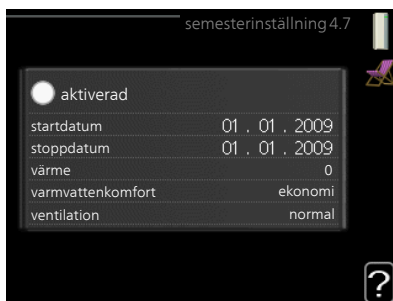 semesterinställning 4.7
aktiverad
startdatum 01 . 01 . 2009
stoppdatum 01 . 01 . 2009
värme 0
varmvattenkomfort ekonomi
ventilation normal
?